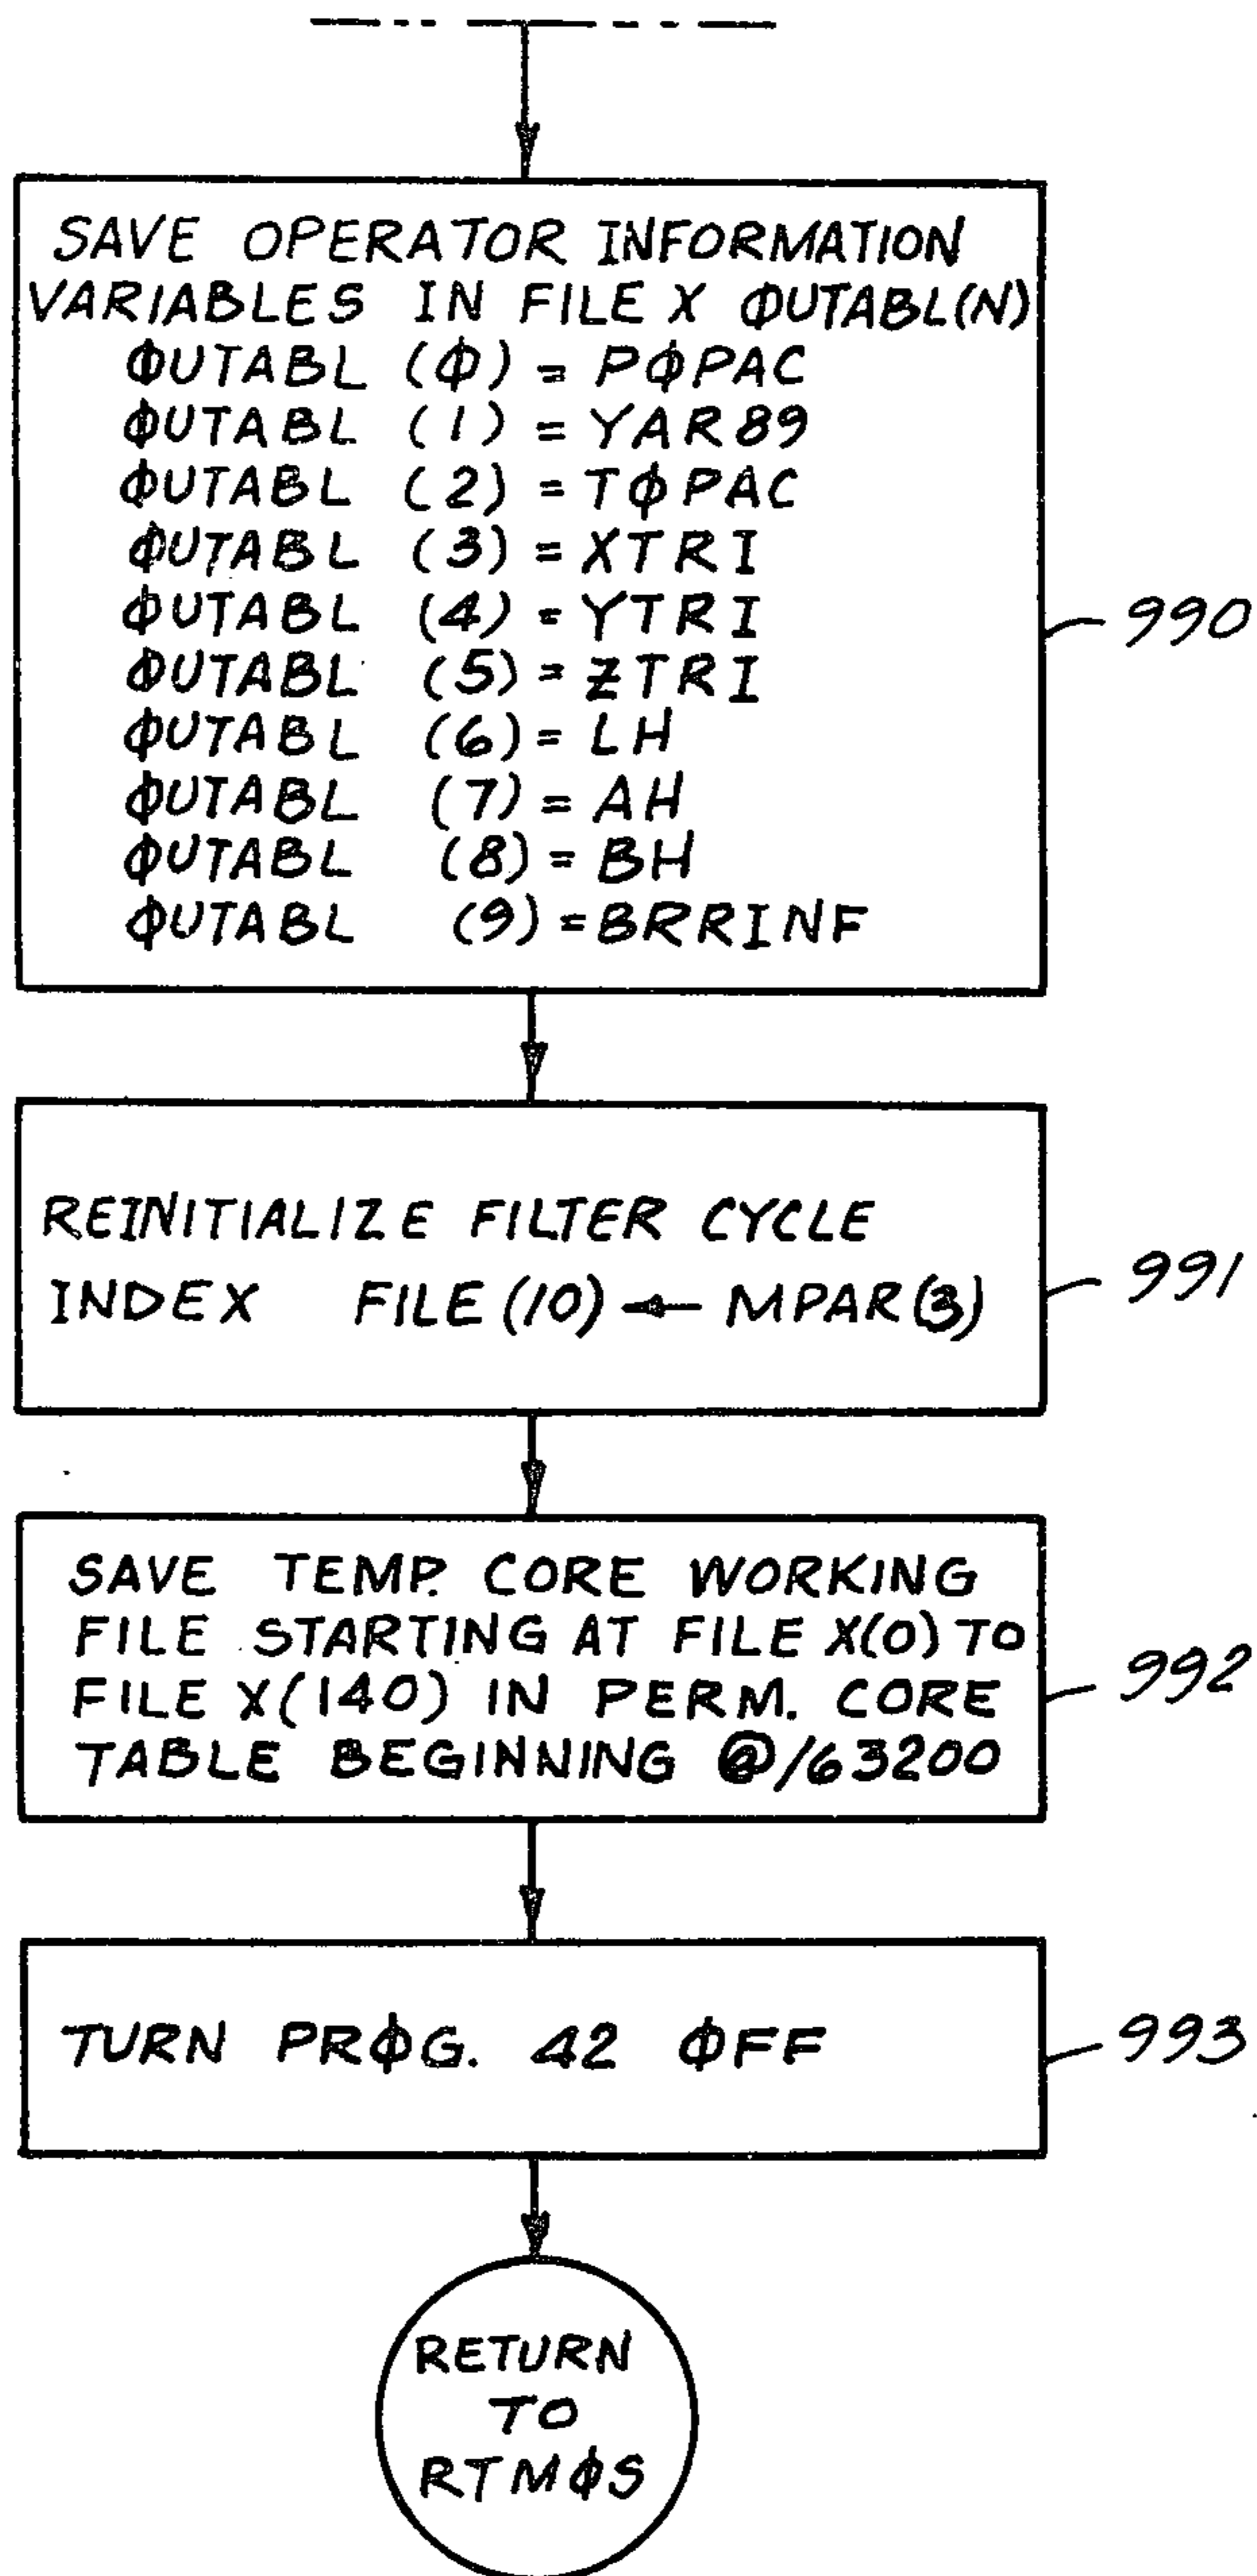 SAVE OPERATOR INFORMATION
VARIABLES IN FILE X ΦUTABL(N)
ΦUTABL (Φ) = PΦPAC
ΦUTABL (1) = YAR89
ΦUTABL (2) = TΦPAC
ΦUTABL (3) = XTRI
ΦUTABL (4) = YTRI
ΦUTABL (5) = ZTRI
ΦUTABL (6) = LH
ΦUTABL (7) = AH
ΦUTABL (8) = BH
ΦUTABL (9) = BRRINF
990
REINITIALIZE FILTER CYCLE
INDEX FILE (10) ← MPAR(3)
991
SAVE TEMP. CORE WORKING
FILE STARTING AT FILE X(0) TO
FILE X(140) IN PERM. CORE
TABLE BEGINNING @/63200
992
TURN PRΦG. 42 ΦFF
993
RETURN
TO
RTMΦS